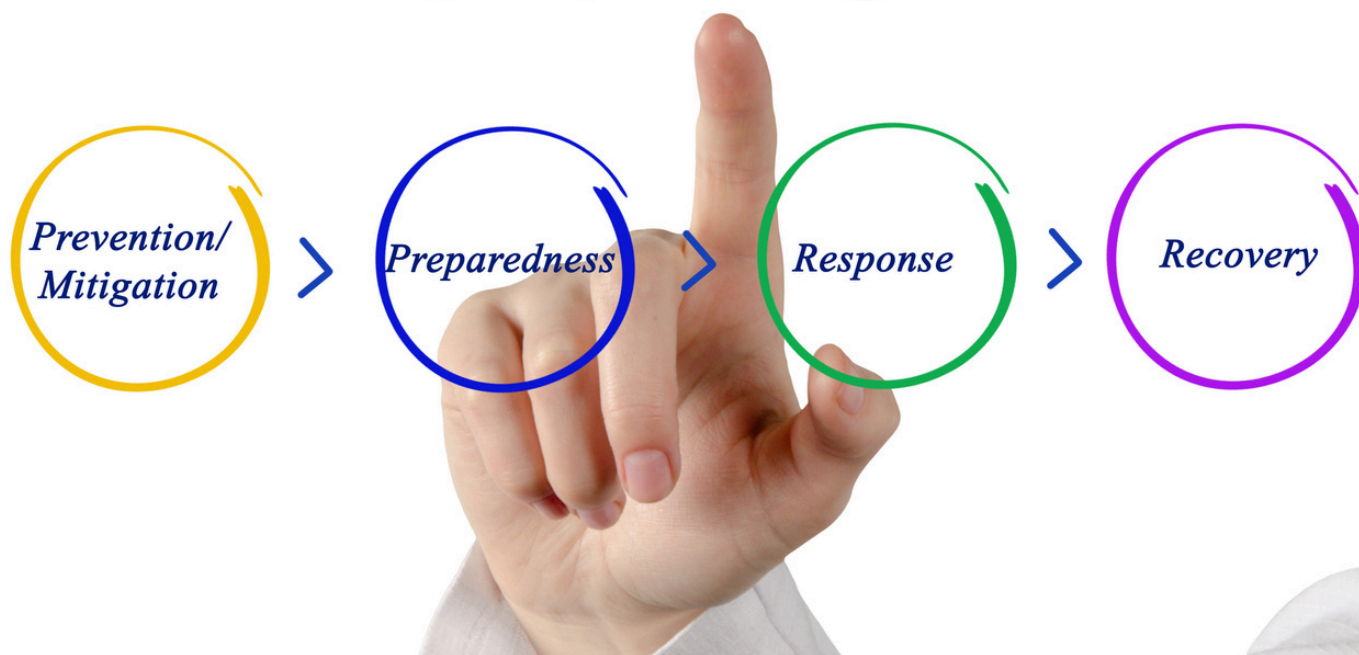 Prevention/
Mitigation
Preparedness
Response
Recovery